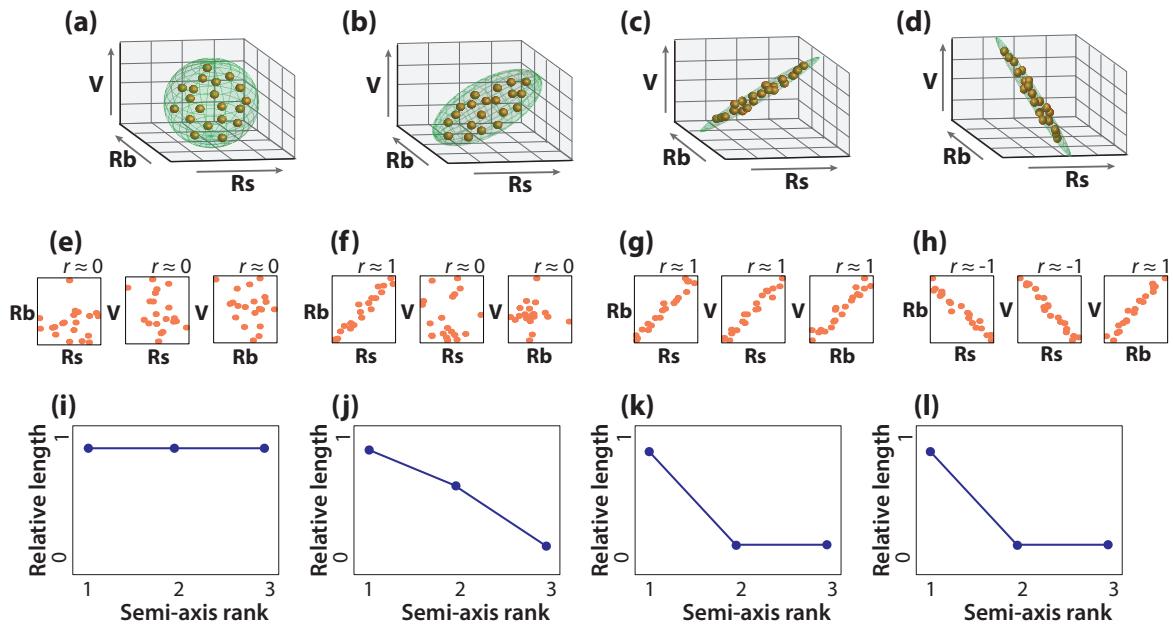 (a) (b) (c) (d)
V V V V
Rb Rb Rb Rb
Rs Rs Rs Rs
(e) (f) (g) (h)
r ≈ 0 r ≈ 0 r ≈ 0 r ≈ 1 r ≈ 0 r ≈ 0 r ≈ 1 r ≈ 1 r ≈ 1 r ≈ -1 r ≈ -1 r ≈ 1
Rb V V Rb V V Rb V V Rb V V
Rs Rs Rb Rs Rs Rb Rs Rs Rb Rs Rs Rb
(i) (j) (k) (l)
1 1 1 1
Relative length Relative length Relative length Relative length
0 0 0 0
1 2 3 1 2 3 1 2 3 1 2 3
Semi-axis rank Semi-axis rank Semi-axis rank Semi-axis rank